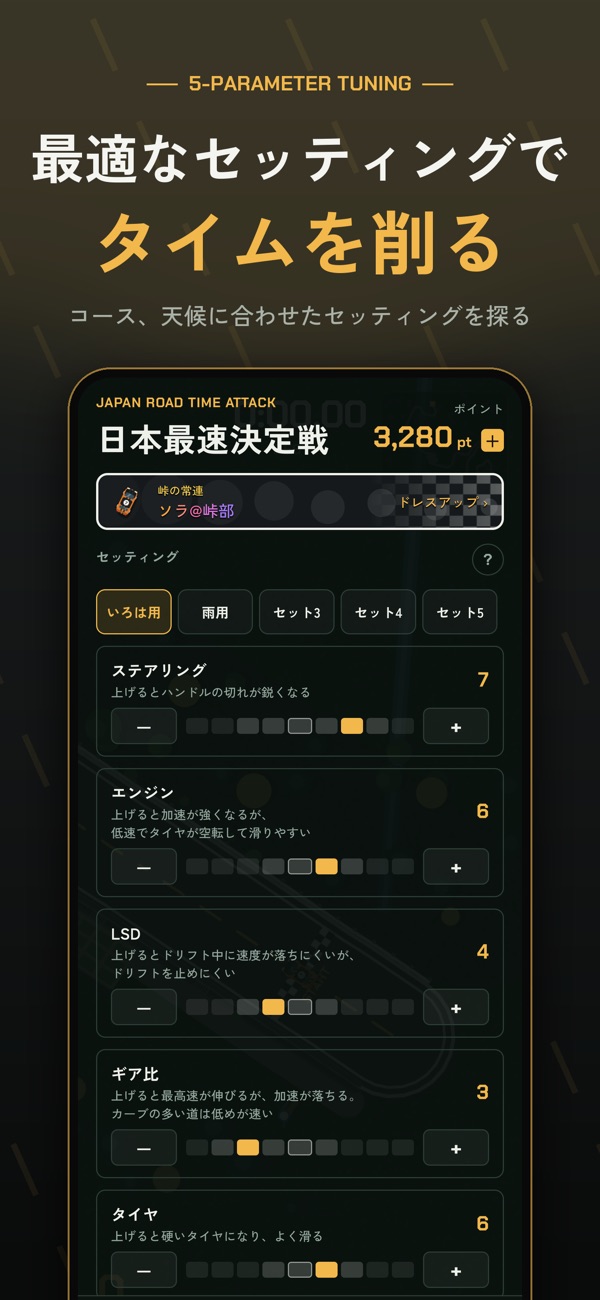 5-PARAMETER TUNING
最適なセッティングで
タイムを削る
コース、天候に合わせたセッティングを探る
JAPAN ROAD TIME ATTACK
ポイント
日本最速決定戦
3,280 pt +
峠の常連
ソラ@峠部
ドレスアップ ›
セッティング
?
いろは用 雨用 セット3 セット4 セット5
ステアリング
7
上げるとハンドルの切れが鋭くなる
— +
エンジン
6
上げると加速が強くなるが、
低速でタイヤが空転して滑りやすい
— +
LSD
4
上げるとドリフト中に速度が落ちにくいが、
ドリフトを止めにくい
— +
ギア比
3
上げると最高速が伸びるが、加速が落ちる。
カーブの多い道は低めが速い
— +
タイヤ
6
上げると硬いタイヤになり、よく滑る
— +